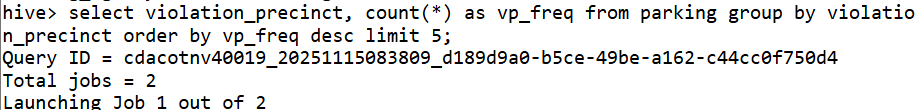 hive> select violation_precinct, count(*) as vp_freq from parking group by violatio
n_precinct order by vp_freq desc limit 5;
Query ID = cdacotnv40019_20251115083809_d189d9a0-b5ce-49be-a162-c44cc0f750d4
Total jobs = 2
Launching Job 1 out of 2